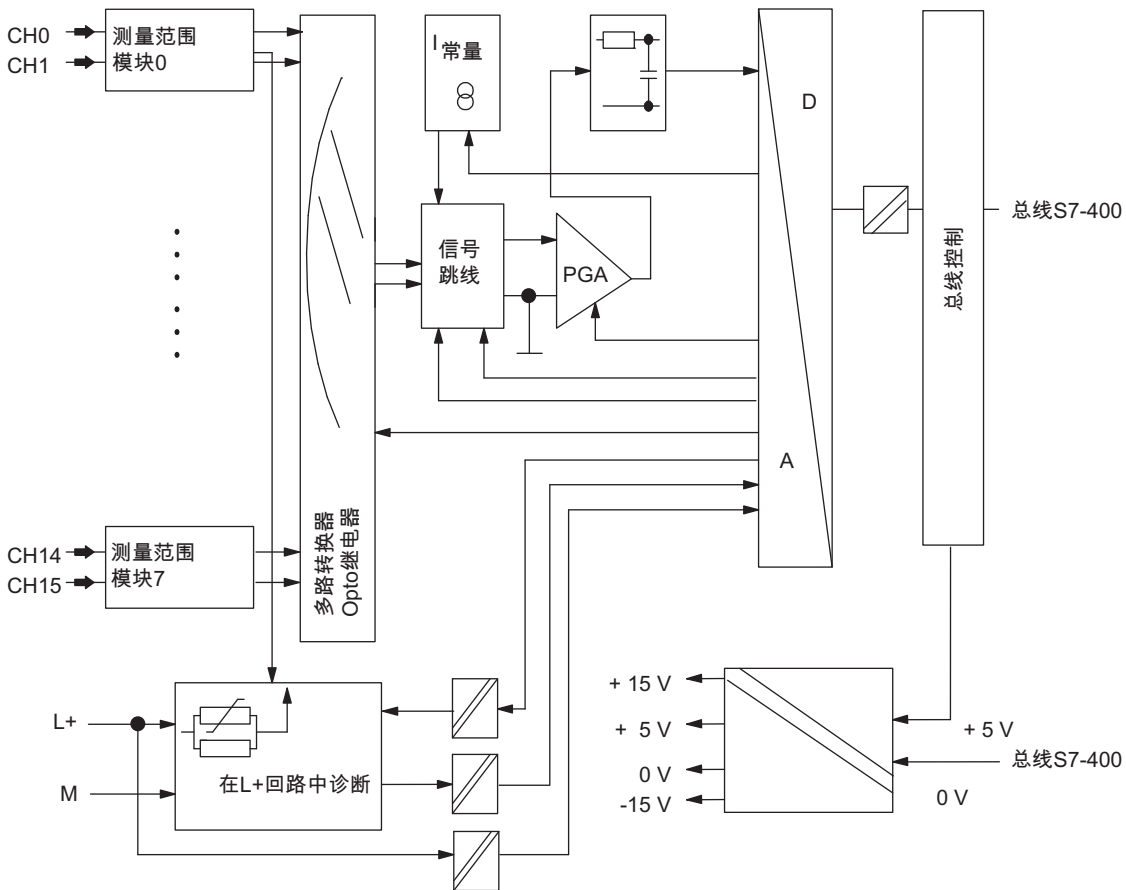 CH0
CH1
测量范围
模块0
I常量
D
信号
跳线
PGA
总线S7-400
总线控制
A
CH14
CH15
测量范围
模块7
多路转换器
Opto继电器
L+
M
在L+回路中诊断
+ 15 V
+ 5 V
0 V
-15 V
+ 5 V
总线S7-400
0 V